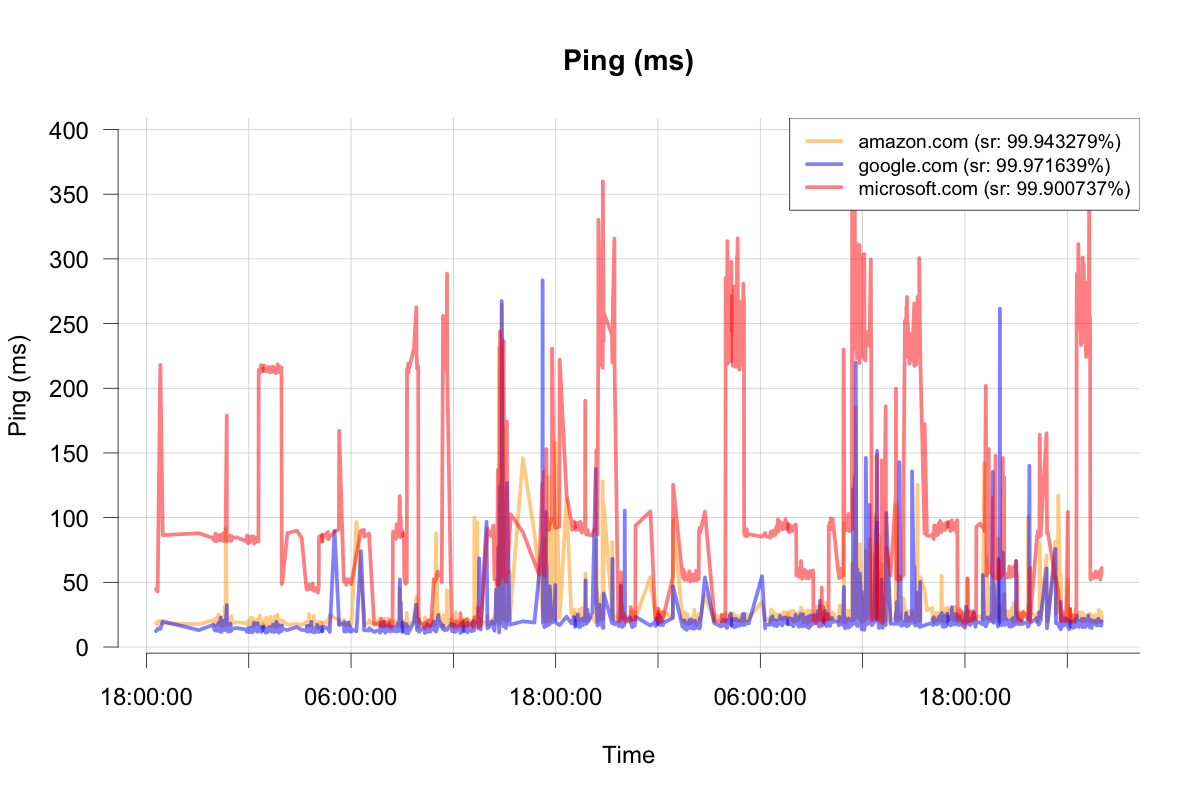 Ping (ms)
amazon.com (sr: 99.943279%)
google.com (sr: 99.971639%)
microsoft.com (sr: 99.900737%)
Ping (ms)
400
350
300
250
200
150
100
50
0
18:00:00 06:00:00 18:00:00 06:00:00 18:00:00
Time